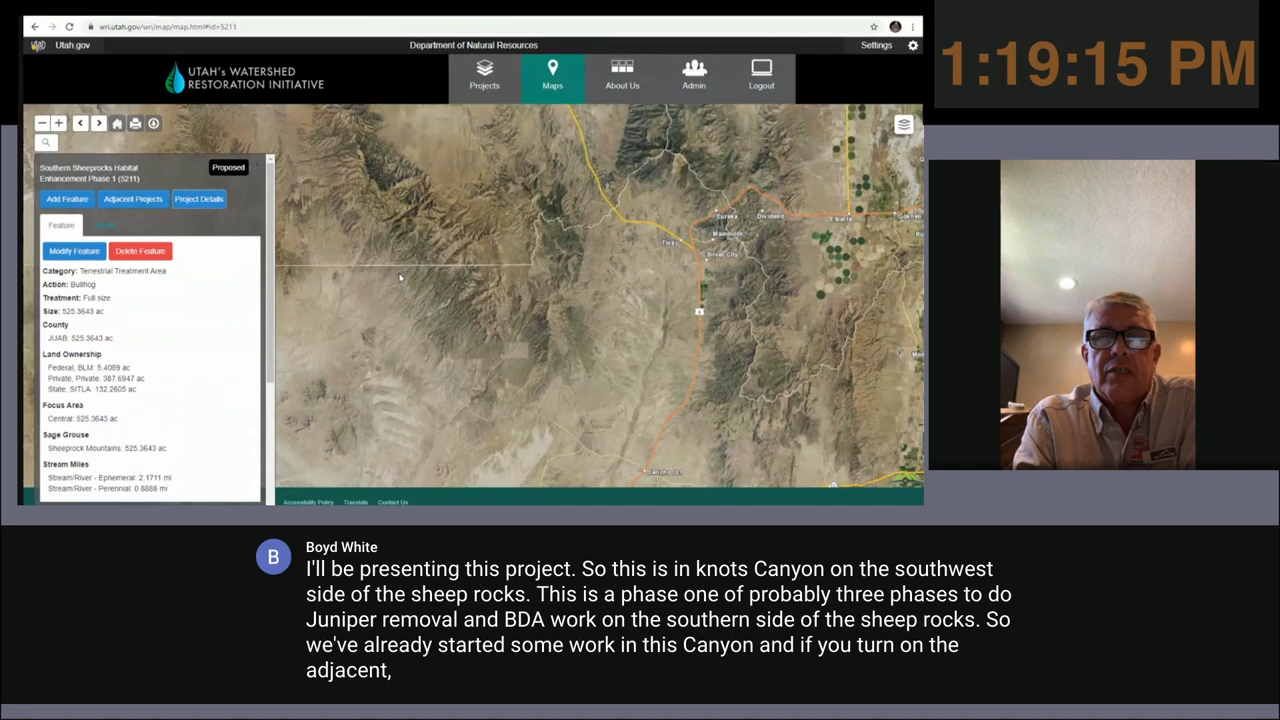 wri.utah.gov/wri/map/map.html#id=5211
Utah.gov
Department of Natural Resources
Settings
UTAH'S WATERSHED
RESTORATION INITIATIVE
Projects
Maps
About Us
Admin
Logout
1:19:15 PM
Southern Sheeprocks Habitat
Enhancement Phase 1 (5211)
Proposed
Add Feature
Adjacent Projects
Project Details
Feature
Modify Feature
Delete Feature
Category: Terrestrial Treatment Area
Action: Bullhog
Treatment: Full size
Size: 525.3643 ac
County
JUAB: 525.3643 ac
Land Ownership
Federal, BLM: 5.4089 ac
Private, Private: 387.6947 ac
State, SITLA: 132.2605 ac
Focus Area
Central: 525.3643 ac
Sage Grouse
Sheeprock Mountains: 525.3643 ac
Stream Miles
Stream/River - Ephemeral: 2.1711 mi
Stream/River - Perennial: 0.8888 mi
Eureka
Dividend
Elberta
Goshen
Mammoth
Silver City
6
Accessibility Policy
Translate
Contact Us
B
Boyd White
I'll be presenting this project. So this is in knots Canyon on the southwest
side of the sheep rocks. This is a phase one of probably three phases to do
Juniper removal and BDA work on the southern side of the sheep rocks. So
we've already started some work in this Canyon and if you turn on the
adjacent,